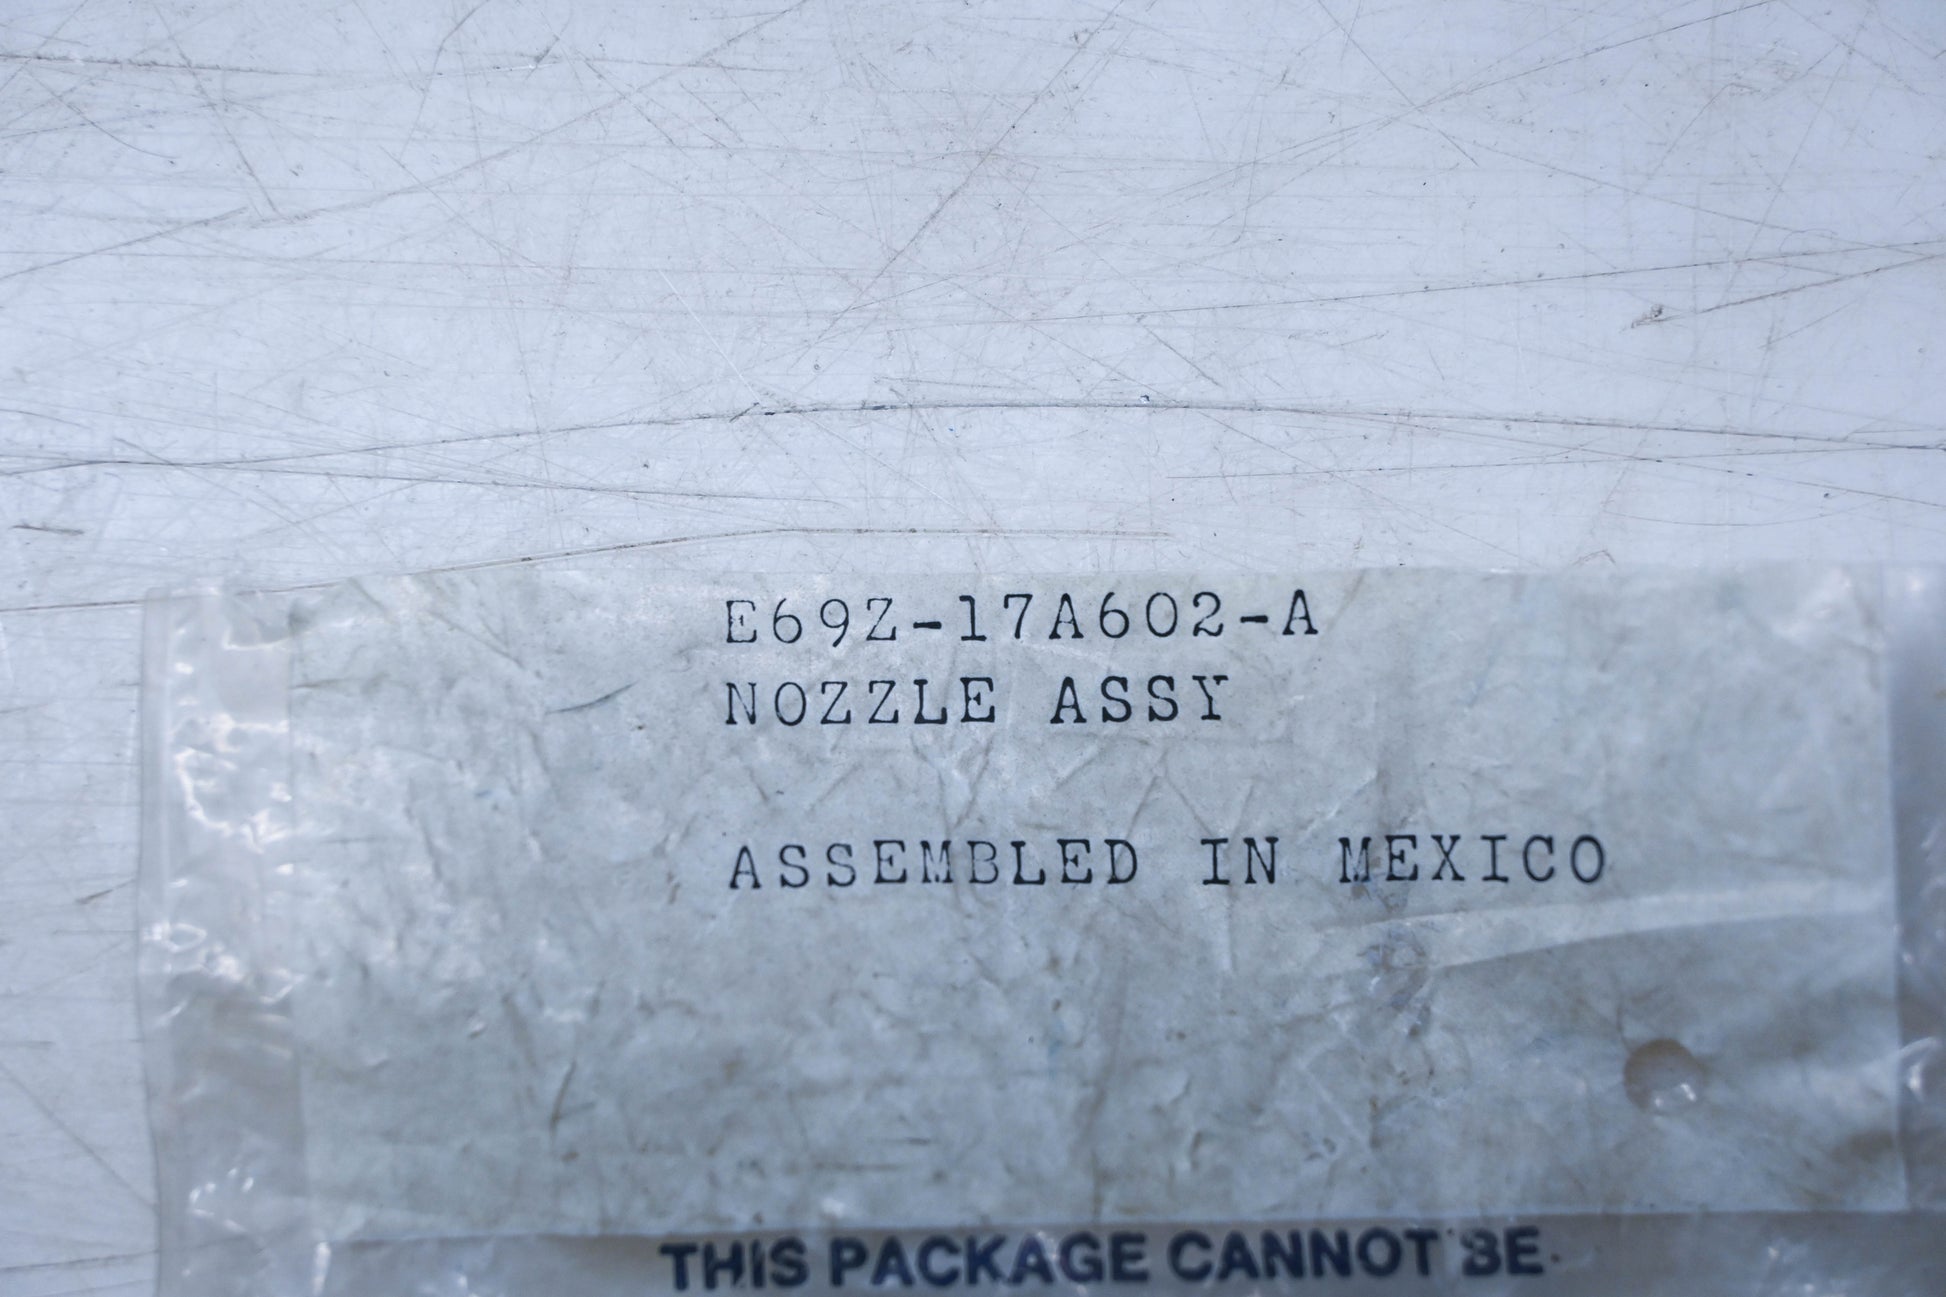 E69Z-17A602-A
NOZZLE ASSY
ASSEMBLED IN MEXICO
THIS PACKAGE CANNOT BE